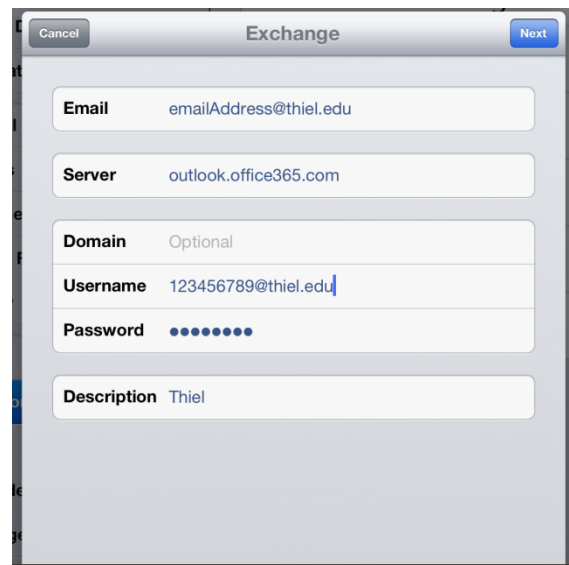 Cancel Exchange Next
Email emailAddress@thiel.edu
Server outlook.office365.com
Domain Optional
Username 123456789@thiel.edu
Password ●●●●●●●●
Description Thiel